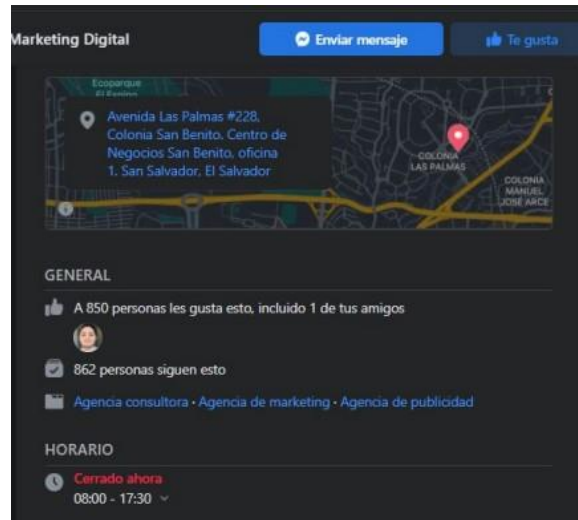 Marketing Digital
Enviar mensaje
Te gusta
Ecoparque
El Espino
Avenida Las Palmas #228,
Colonia San Benito. Centro de
Negocios San Benito, oficina
1. San Salvador, El Salvador
COLONIA
LAS PALMAS
COLONIA
MANUEL
JOSÉ ARCE
GENERAL
A 850 personas les gusta esto, incluido 1 de tus amigos
862 personas siguen esto
Agencia consultora · Agencia de marketing · Agencia de publicidad
HORARIO
Cerrado ahora
08:00 - 17:30